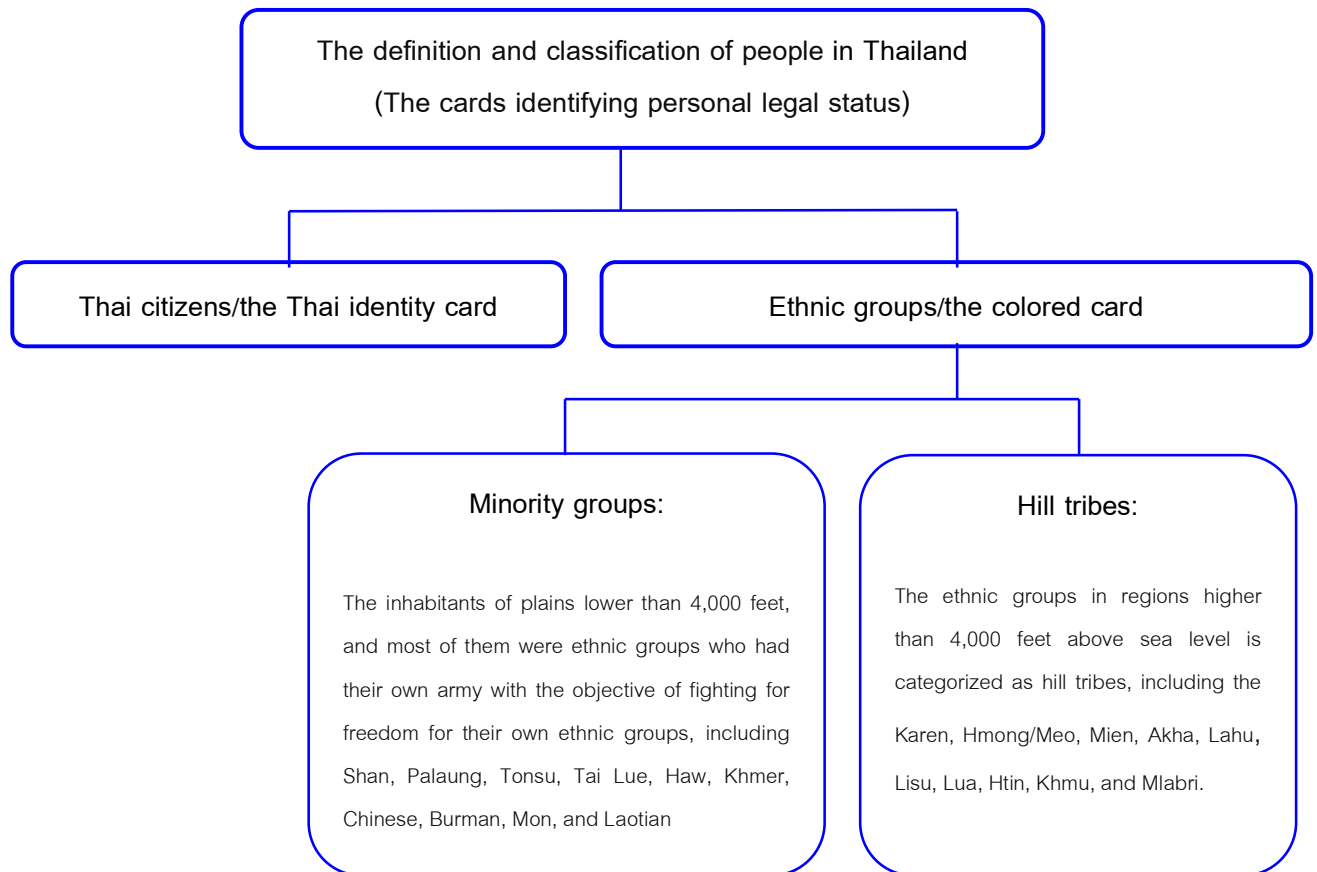 The definition and classification of people in Thailand
(The cards identifying personal legal status)
Thai citizens/the Thai identity card
Ethnic groups/the colored card
Minority groups:
The inhabitants of plains lower than 4,000 feet,
and most of them were ethnic groups who had
their own army with the objective of fighting for
freedom for their own ethnic groups, including
Shan, Palaung, Tonsu, Tai Lue, Haw, Khmer,
Chinese, Burman, Mon, and Laotian
Hill tribes:
The ethnic groups in regions higher
than 4,000 feet above sea level is
categorized as hill tribes, including the
Karen, Hmong/Meo, Mien, Akha, Lahu,
Lisu, Lua, Htin, Khmu, and Mlabri.